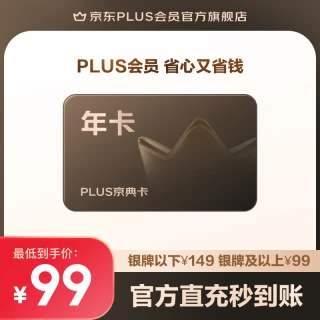 京东PLUS会员官方旗舰店
PLUS会员 省心又省钱
年卡
PLUS京典卡
最低到手价:
¥99
银牌以下¥149 银牌及以上¥99
官方直充秒到账